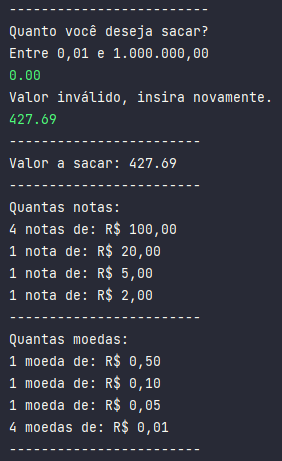 -------------------------
Quanto você deseja sacar?
Entre 0,01 e 1.000.000,00
0.00
Valor inválido, insira novamente.
427.69
------------------------
Valor a sacar: 427.69
------------------------
Quantas notas:
4 notas de: R$ 100,00
1 nota de: R$ 20,00
1 nota de: R$ 5,00
1 nota de: R$ 2,00
------------------------
Quantas moedas:
1 moeda de: R$ 0,50
1 moeda de: R$ 0,10
1 moeda de: R$ 0,05
4 moedas de: R$ 0,01
------------------------